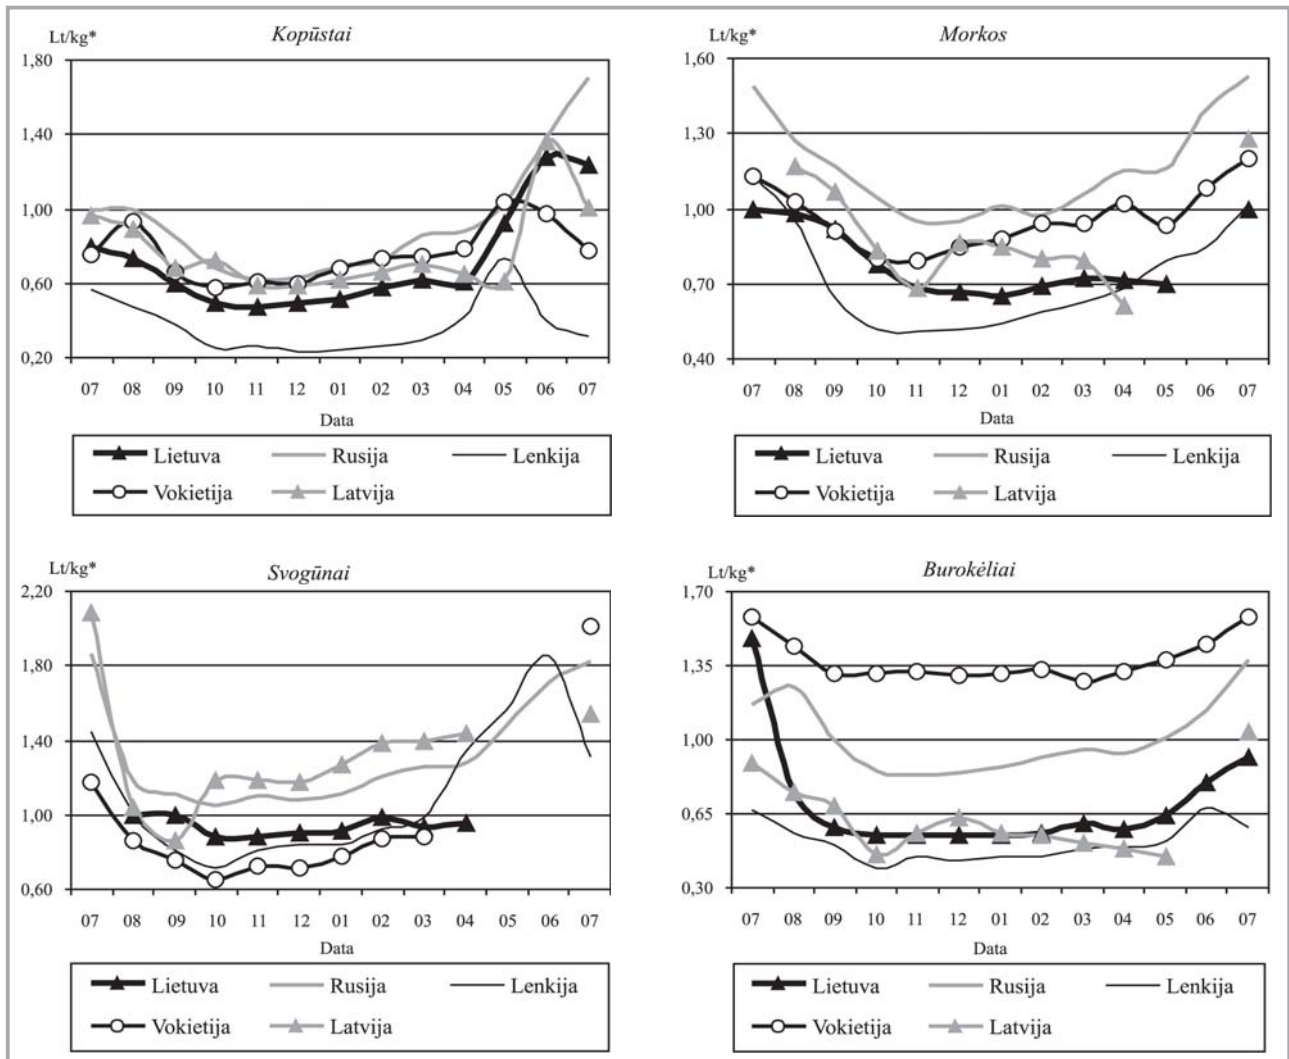 Kopūstai
Lt/kg*
1,80
1,40
1,00
0,60
0,20
07 08 09 10 11 12 01 02 03 04 05 06 07
Data
Lietuva Rusija Lenkija
Vokietija Latvija
Morkos
Lt/kg*
1,60
1,30
1,00
0,70
0,40
07 08 09 10 11 12 01 02 03 04 05 06 07
Data
Lietuva Rusija Lenkija
Vokietija Latvija
Svogūnai
Lt/kg*
2,20
1,80
1,40
1,00
0,60
07 08 09 10 11 12 01 02 03 04 05 06 07
Data
Lietuva Rusija Lenkija
Vokietija Latvija
Burokėliai
Lt/kg*
1,70
1,35
1,00
0,65
0,30
07 08 09 10 11 12 01 02 03 04 05 06 07
Data
Lietuva Rusija Lenkija
Vokietija Latvija